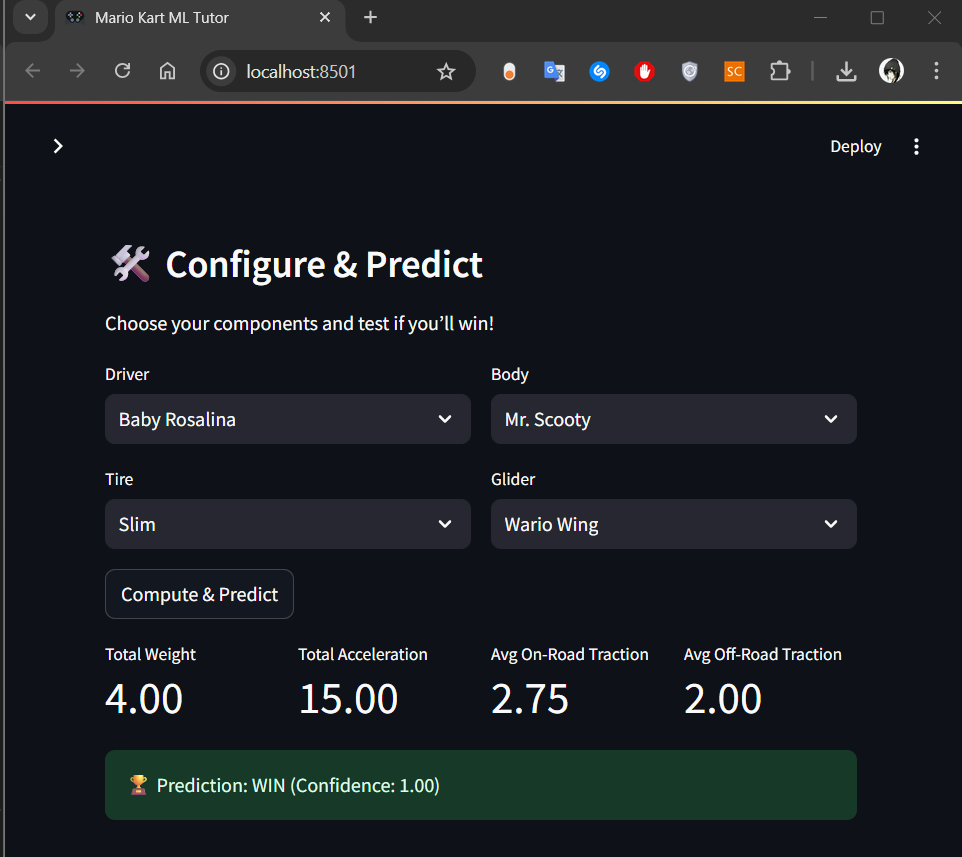 Mario Kart ML Tutor
localhost:8501
SC
Deploy
🛠️ Configure & Predict
Choose your components and test if you’ll win!
Driver
Body
Baby Rosalina
Mr. Scooty
Tire
Glider
Slim
Wario Wing
Compute & Predict
Total Weight
Total Acceleration
Avg On-Road Traction
Avg Off-Road Traction
4.00
15.00
2.75
2.00
🏆 Prediction: WIN (Confidence: 1.00)